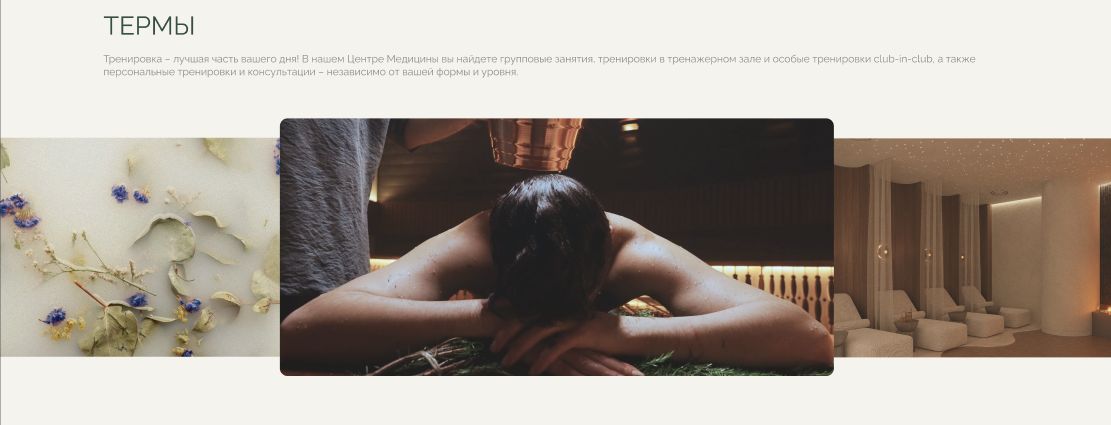 ТЕРМЫ
Тренировка – лучшая часть вашего дня! В нашем Центре Медицины вы найдете групповые занятия, тренировки в тренажерном зале и особые тренировки club-in-club, а также
персональные тренировки и консультации – независимо от вашей формы и уровня.